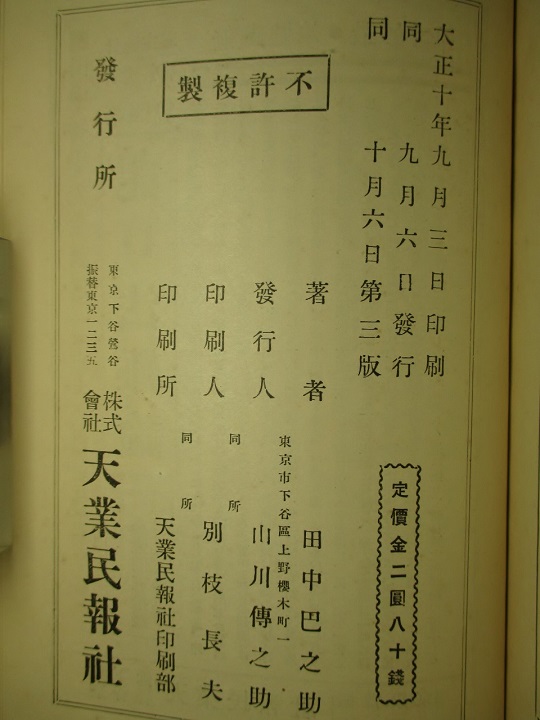 大正十年九月三日印刷
同九月六日發行
同十月六日第三版
定價金二圓八十錢
不許複製
著者 田中巴之助
東京市下谷區上野櫻木町一
發行人 山川傳之助
同所
印刷人 別枝長夫
同所
印刷所 天業民報社印刷部
發行所
東京下谷鶯谷
振替東京一二三三五
株式會社 天業民報社